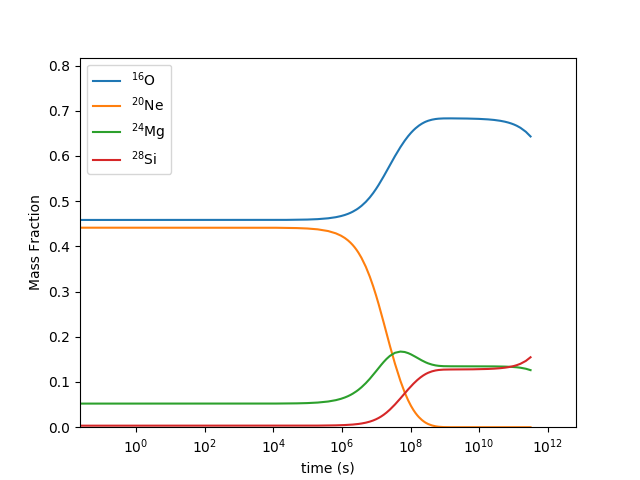 0.8
0.7
0.6
0.5
0.4
0.3
0.2
0.1
0.0
Mass Fraction
¹⁶O
²⁰Ne
²⁴Mg
²⁸Si
10⁰ 10² 10⁴ 10⁶ 10⁸ 10¹⁰ 10¹²
time (s)